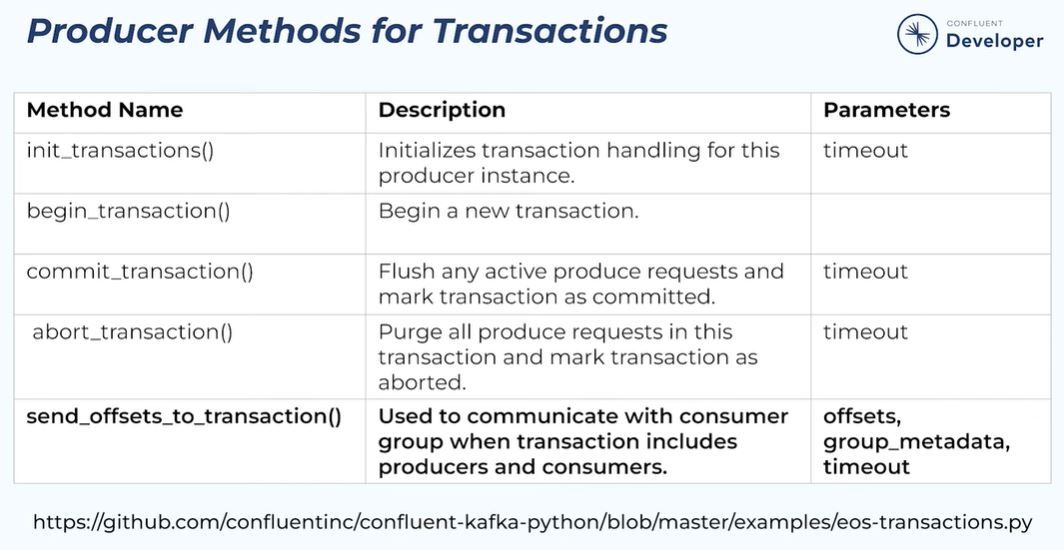 Producer Methods for Transactions
CONFLUENT
Developer
Method Name Description Parameters
init_transactions() Initializes transaction handling for this timeout
producer instance.
begin_transaction() Begin a new transaction.
commit_transaction() Flush any active produce requests and timeout
mark transaction as committed.
abort_transaction() Purge all produce requests in this timeout
transaction and mark transaction as
aborted.
send_offsets_to_transaction() Used to communicate with consumer offsets,
group when transaction includes group_metadata,
producers and consumers. timeout
https://github.com/confluentinc/confluent-kafka-python/blob/master/examples/eos-transactions.py